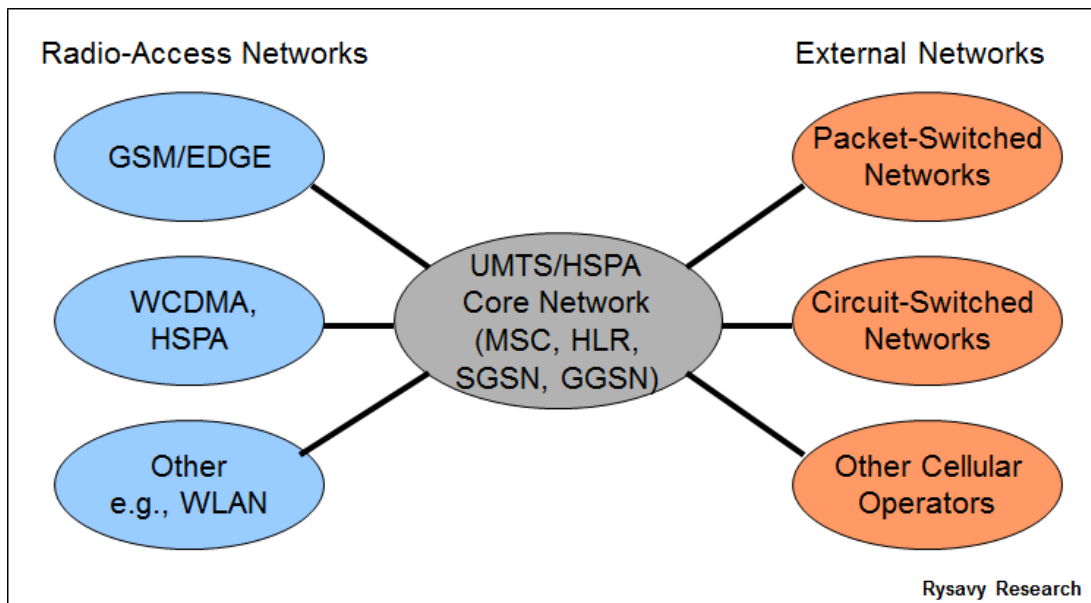 Radio-Access Networks
External Networks
GSM/EDGE
Packet-Switched
Networks
WCDMA,
HSPA
UMTS/HSPA
Core Network
(MSC, HLR,
SGSN, GGSN)
Circuit-Switched
Networks
Other
e.g., WLAN
Other Cellular
Operators
Rysavy Research